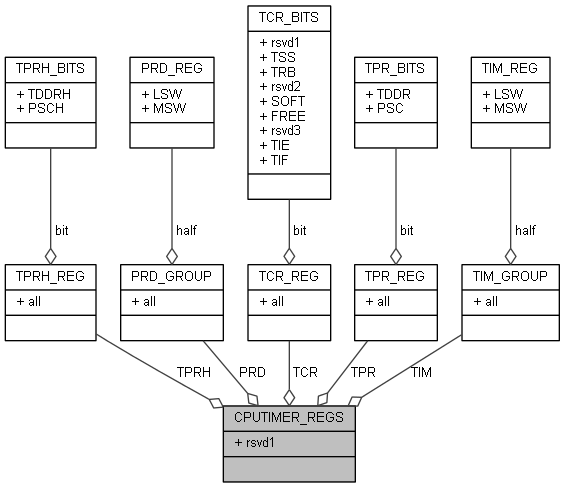 TCR_BITS
+ rsvd1
+ TSS
+ TRB
+ rsvd2
+ SOFT
+ FREE
+ rsvd3
+ TIE
+ TIF
TPRH_BITS
+ TDDRH
+ PSCH
PRD_REG
+ LSW
+ MSW
TPR_BITS
+ TDDR
+ PSC
TIM_REG
+ LSW
+ MSW
bit
half
bit
bit
half
TPRH_REG
+ all
PRD_GROUP
+ all
TCR_REG
+ all
TPR_REG
+ all
TIM_GROUP
+ all
TPRH
PRD
TCR
TPR
TIM
CPUTIMER_REGS
+ rsvd1